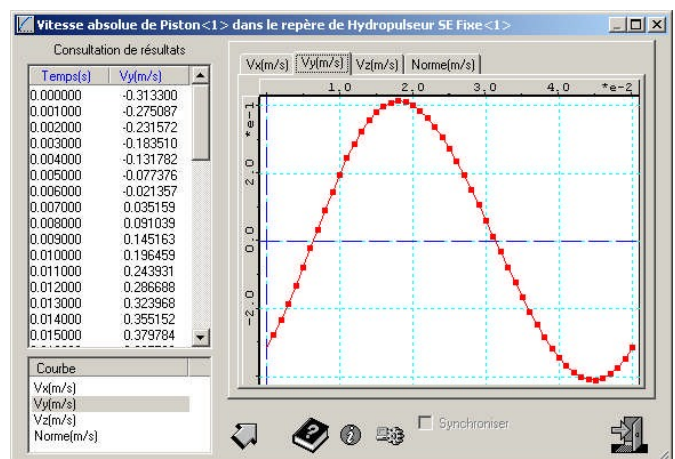 Vitesse absolue de Piston<1> dans le repère de Hydropulseur SE Fixe<1>
Consultation de résultats
Temps(s) Vy(m/s)
0.000000 -0.313300
0.001000 -0.275087
0.002000 -0.231572
0.003000 -0.183510
0.004000 -0.131782
0.005000 -0.077376
0.006000 -0.021357
0.007000 0.035159
0.008000 0.091039
0.009000 0.145163
0.010000 0.196459
0.011000 0.243931
0.012000 0.286688
0.013000 0.323968
0.014000 0.355152
0.015000 0.379784
Courbe
Vx(m/s)
Vy(m/s)
Vz(m/s)
Norme(m/s)
Vx(m/s) Vy(m/s) Vz(m/s) Norme(m/s)
1,0 2,0 3,0 4,0 *e-2
*e-1
2,0
0,0
-2,0
Synchroniser